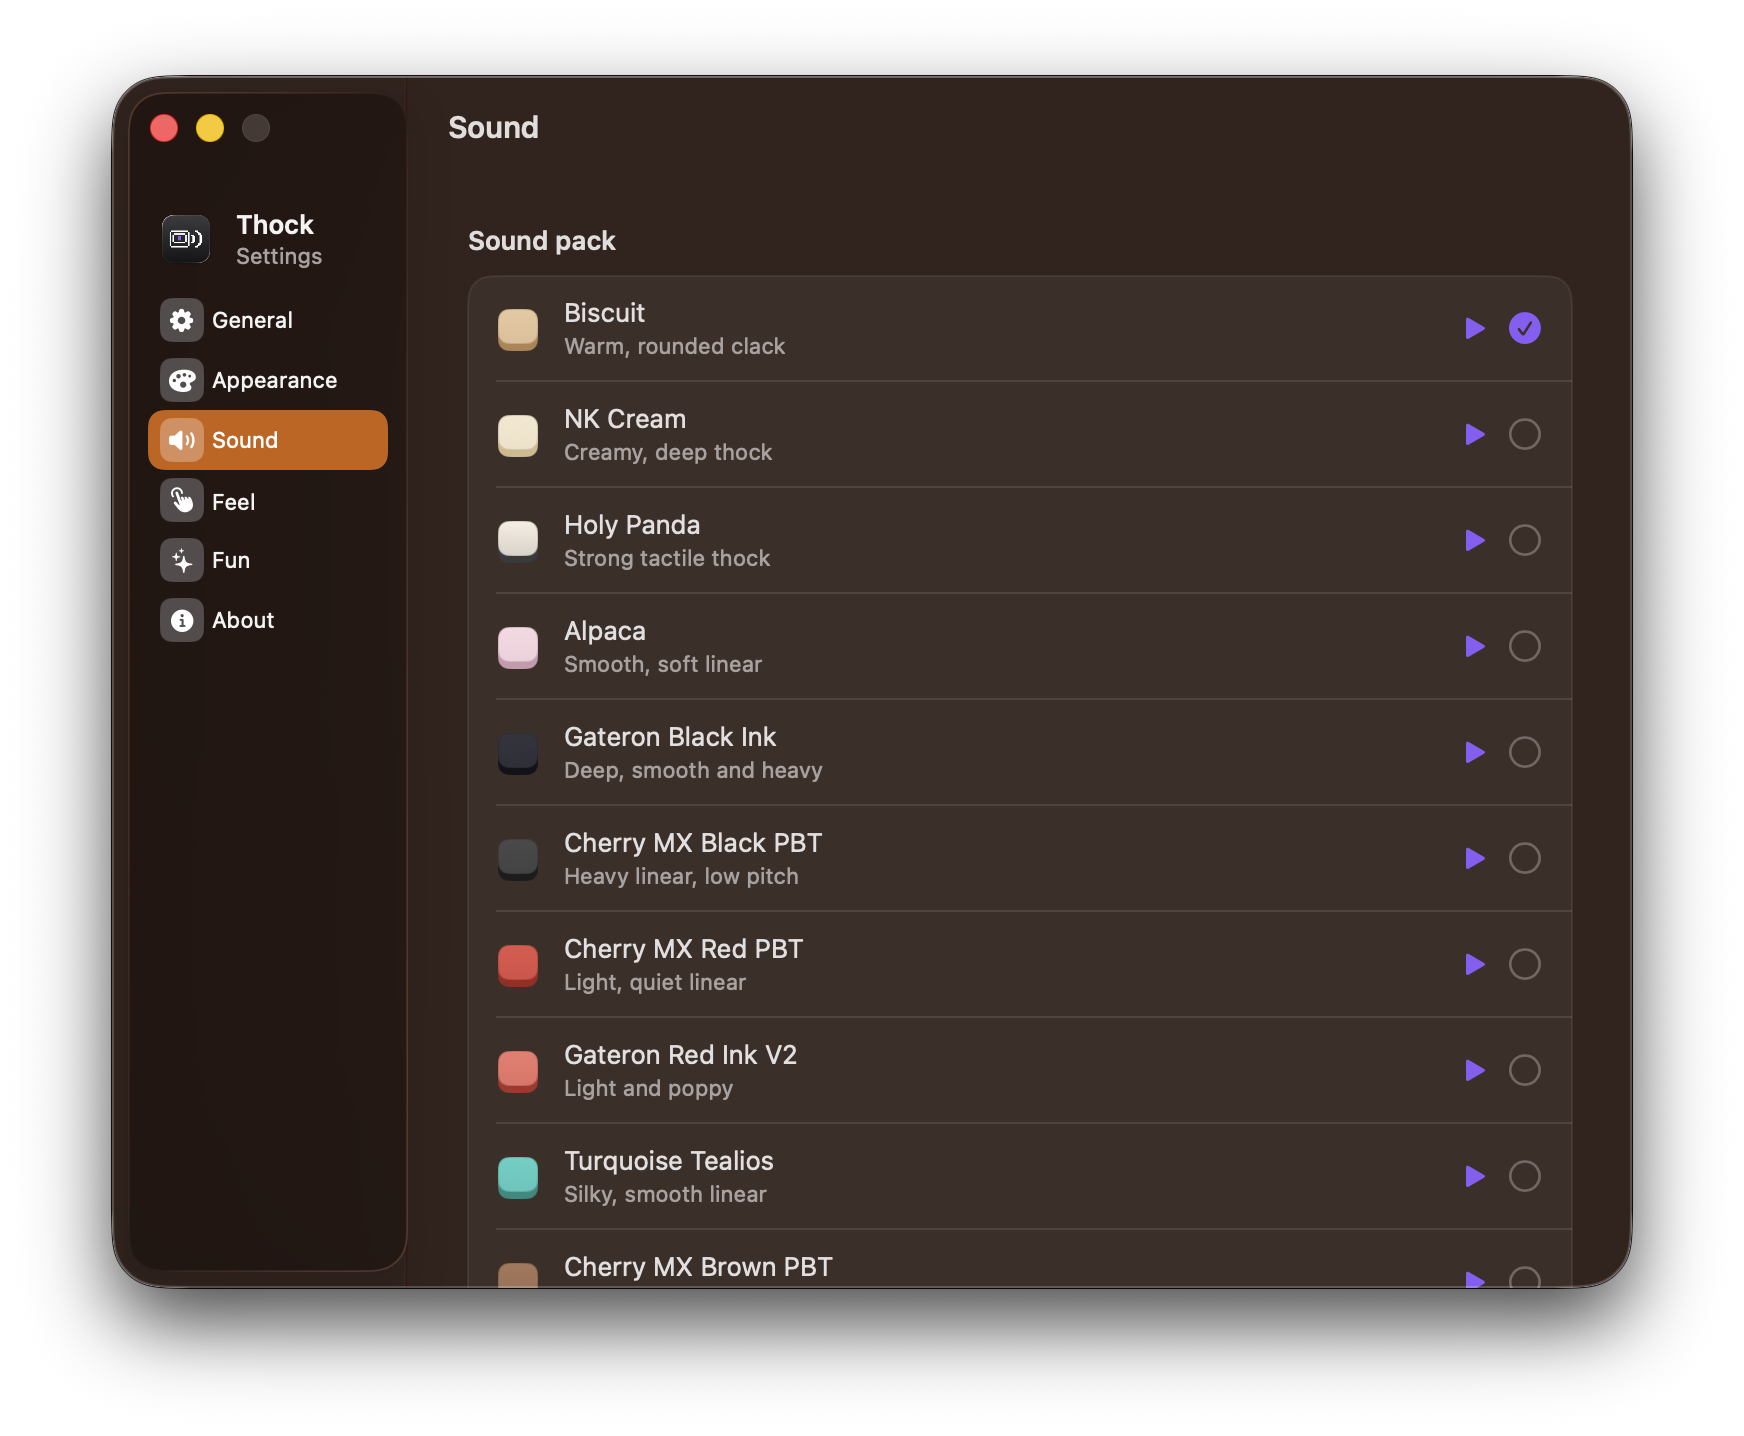 Sound
Thock
Settings
General
Appearance
Sound
Feel
Fun
About
Sound pack
Biscuit
Warm, rounded clack
NK Cream
Creamy, deep thock
Holy Panda
Strong tactile thock
Alpaca
Smooth, soft linear
Gateron Black Ink
Deep, smooth and heavy
Cherry MX Black PBT
Heavy linear, low pitch
Cherry MX Red PBT
Light, quiet linear
Gateron Red Ink V2
Light and poppy
Turquoise Tealios
Silky, smooth linear
Cherry MX Brown PBT